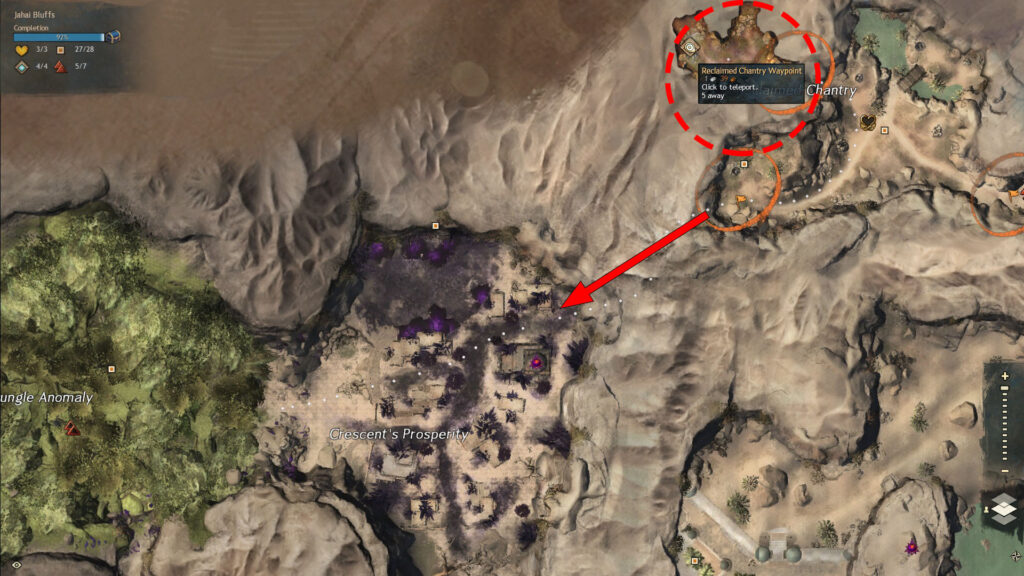 Jahai Bluffs
Completion
92%
3/3 27/28
4/4 5/7
Reclaimed Chantry Waypoint
Click to teleport.
5 away
Chantry
ungle Anomaly
Crescent's Prosperity